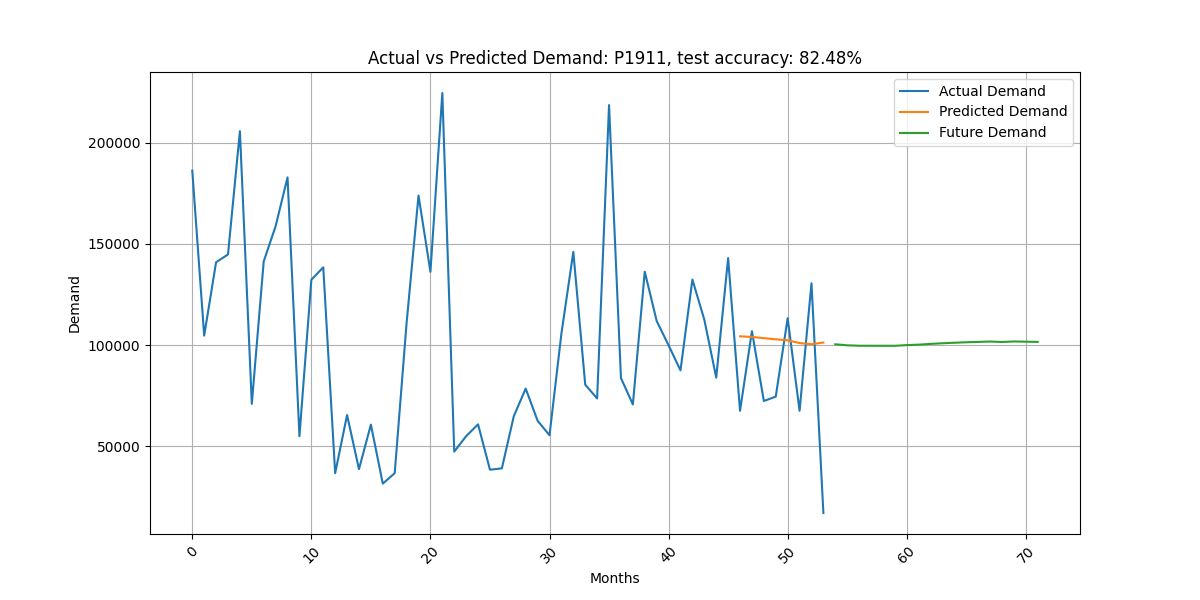 Actual vs Predicted Demand: P1911, test accuracy: 82.48%
Actual Demand
Predicted Demand
Future Demand
200000
150000
100000
50000
Demand
0
10
20
30
40
50
60
70
Months